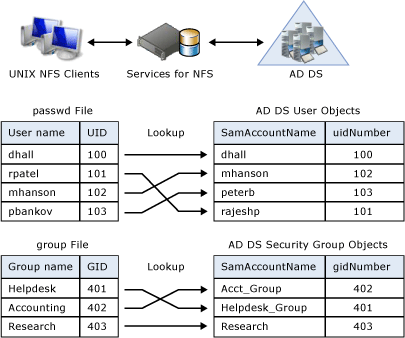 UNIX NFS Clients
Services for NFS
AD DS
passwd File
User name UID
dhall 100
rpatel 101
mhanson 102
pbankov 103
Lookup
AD DS User Objects
SamAccountName uidNumber
dhall 100
mhanson 102
peterb 103
rajeshp 101
group File
Group name GID
Helpdesk 401
Accounting 402
Research 403
Lookup
AD DS Security Group Objects
SamAccountName gidNumber
Acct_Group 402
Helpdesk_Group 401
Research 403